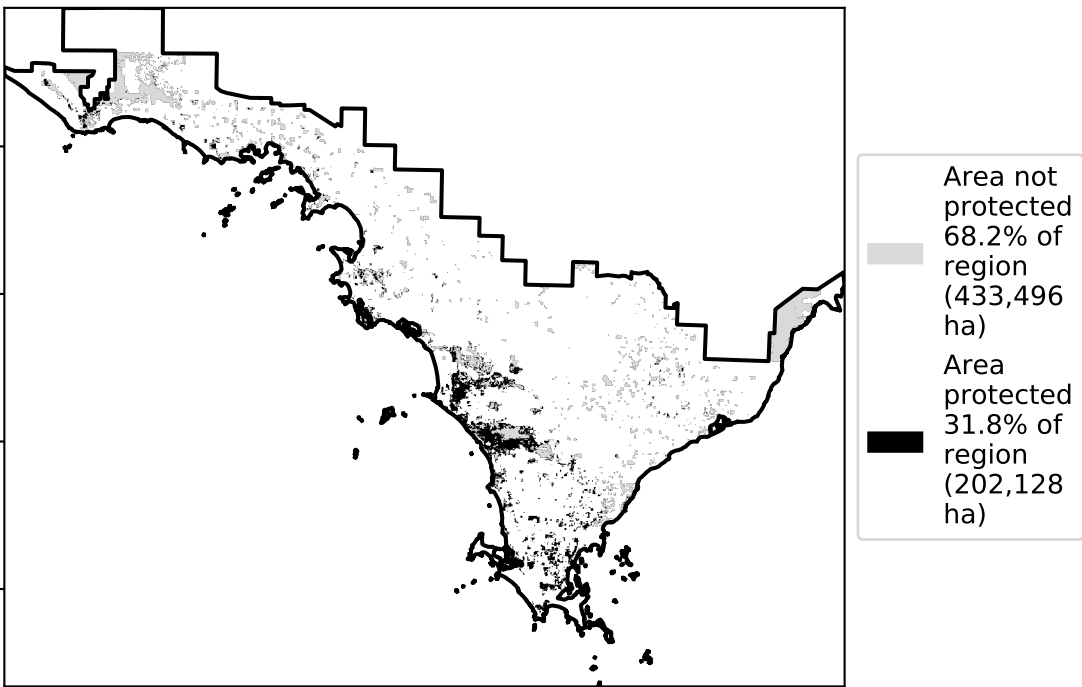 Area not
protected
68.2% of
region
(433,496
ha)
Area
protected
31.8% of
region
(202,128
ha)